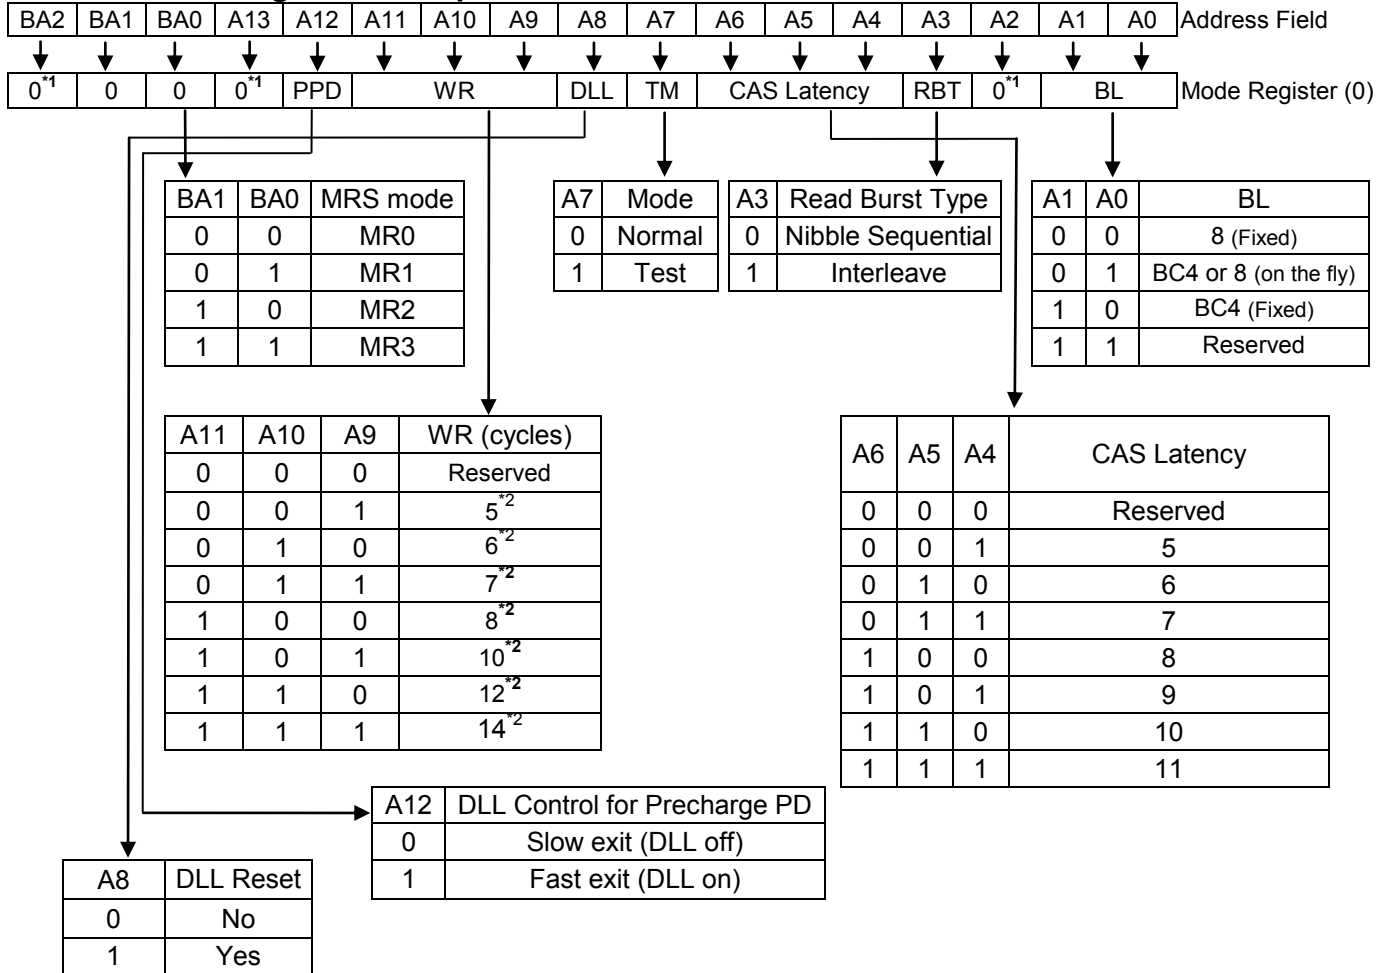 BA2 BA1 BA0 A13 A12 A11 A10 A9 A8 A7 A6 A5 A4 A3 A2 A1 A0 Address Field
0*1 0 0 0*1 PPD WR DLL TM CAS Latency RBT 0*1 BL Mode Register (0)
BA1 BA0 MRS mode
0 0 MR0
0 1 MR1
1 0 MR2
1 1 MR3
A7 Mode
0 Normal
1 Test
A3 Read Burst Type
0 Nibble Sequential
1 Interleave
A1 A0 BL
0 0 8 (Fixed)
0 1 BC4 or 8 (on the fly)
1 0 BC4 (Fixed)
1 1 Reserved
A11 A10 A9 WR (cycles)
0 0 0 Reserved
0 0 1 5*2
0 1 0 6*2
0 1 1 7*2
1 0 0 8*2
1 0 1 10*2
1 1 0 12*2
1 1 1 14*2
A6 A5 A4 CAS Latency
0 0 0 Reserved
0 0 1 5
0 1 0 6
0 1 1 7
1 0 0 8
1 0 1 9
1 1 0 10
1 1 1 11
A12 DLL Control for Precharge PD
0 Slow exit (DLL off)
1 Fast exit (DLL on)
A8 DLL Reset
0 No
1 Yes